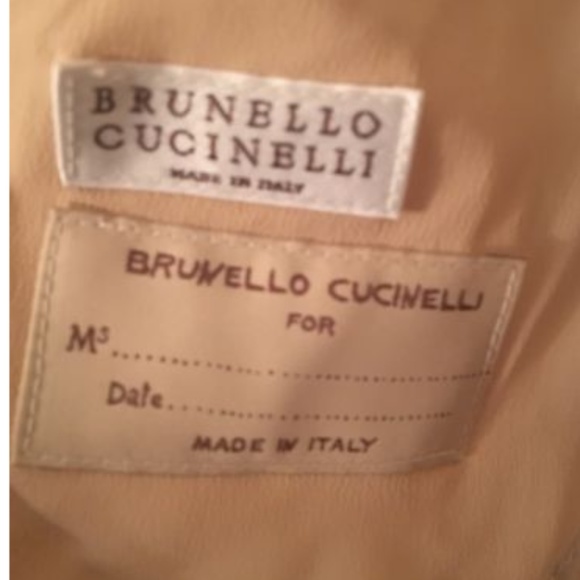 BRUNELLO
CUCINELLI
MADE IN ITALY
BRUNELLO CUCINELLI
FOR
Ms........................................
Date........................................
MADE IN ITALY